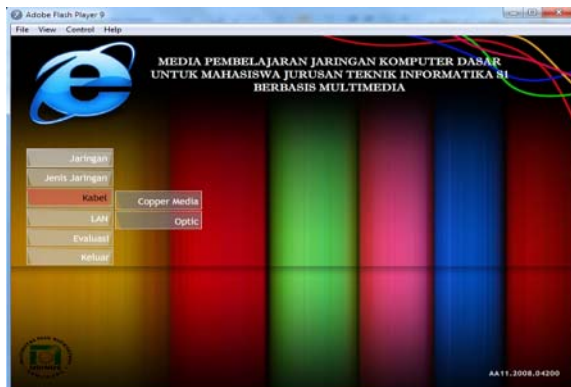 Adobe Flash Player 9
File View Control Help
MEDIA PEMBELAJARAN JARINGAN KOMPUTER DASAR
UNTUK MAHASISWA JURUSAN TEKNIK INFORMATIKA S1
BERBASIS MULTIMEDIA
Jaringan
Jenis Jaringan
Kabel
Copper Media
LAN
Optic
Evaluasi
Keluar
AA11.2008.04200